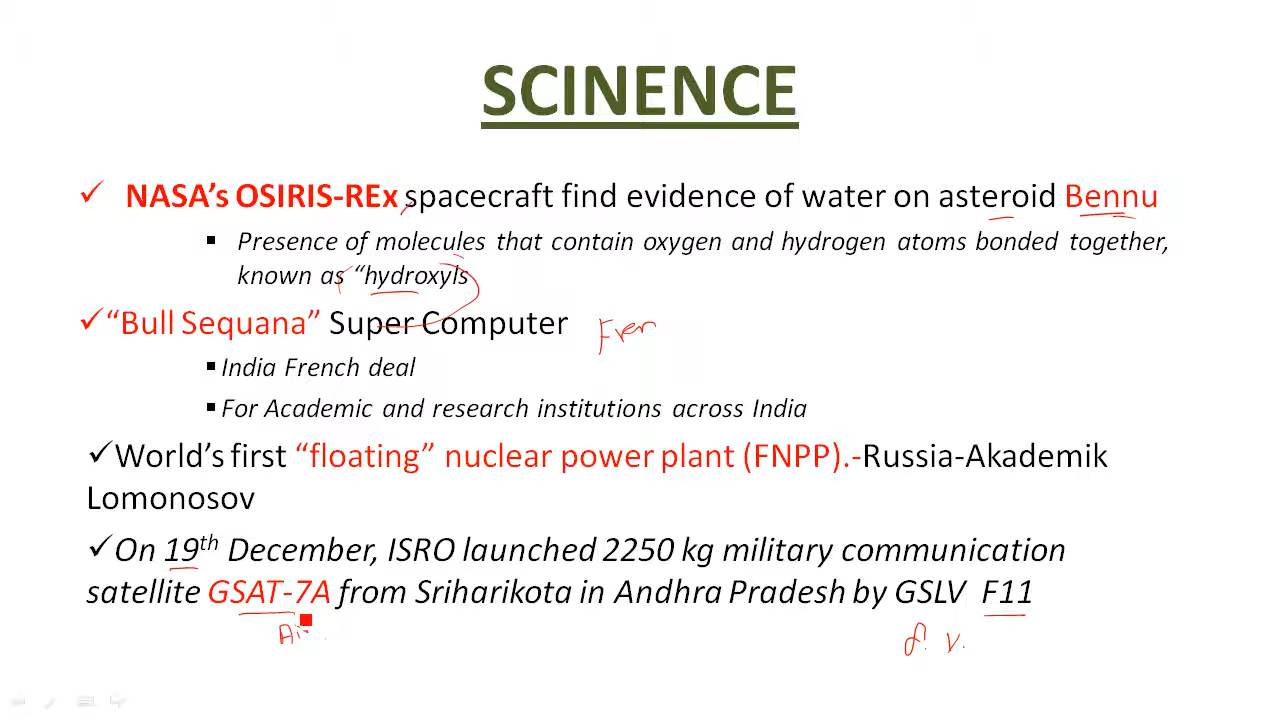 SCINENCE
✓ NASA's OSIRIS-REx spacecraft find evidence of water on asteroid Bennu
▪ Presence of molecules that contain oxygen and hydrogen atoms bonded together,
known as "hydroxyls
✓"Bull Sequana" Super Computer Fren
▪India French deal
▪For Academic and research institutions across India
✓World's first "floating" nuclear power plant (FNPP).-Russia-Akademik
Lomonosov
✓On 19th December, ISRO launched 2250 kg military communication
satellite GSAT-7A from Sriharikota in Andhra Pradesh by GSLV F11